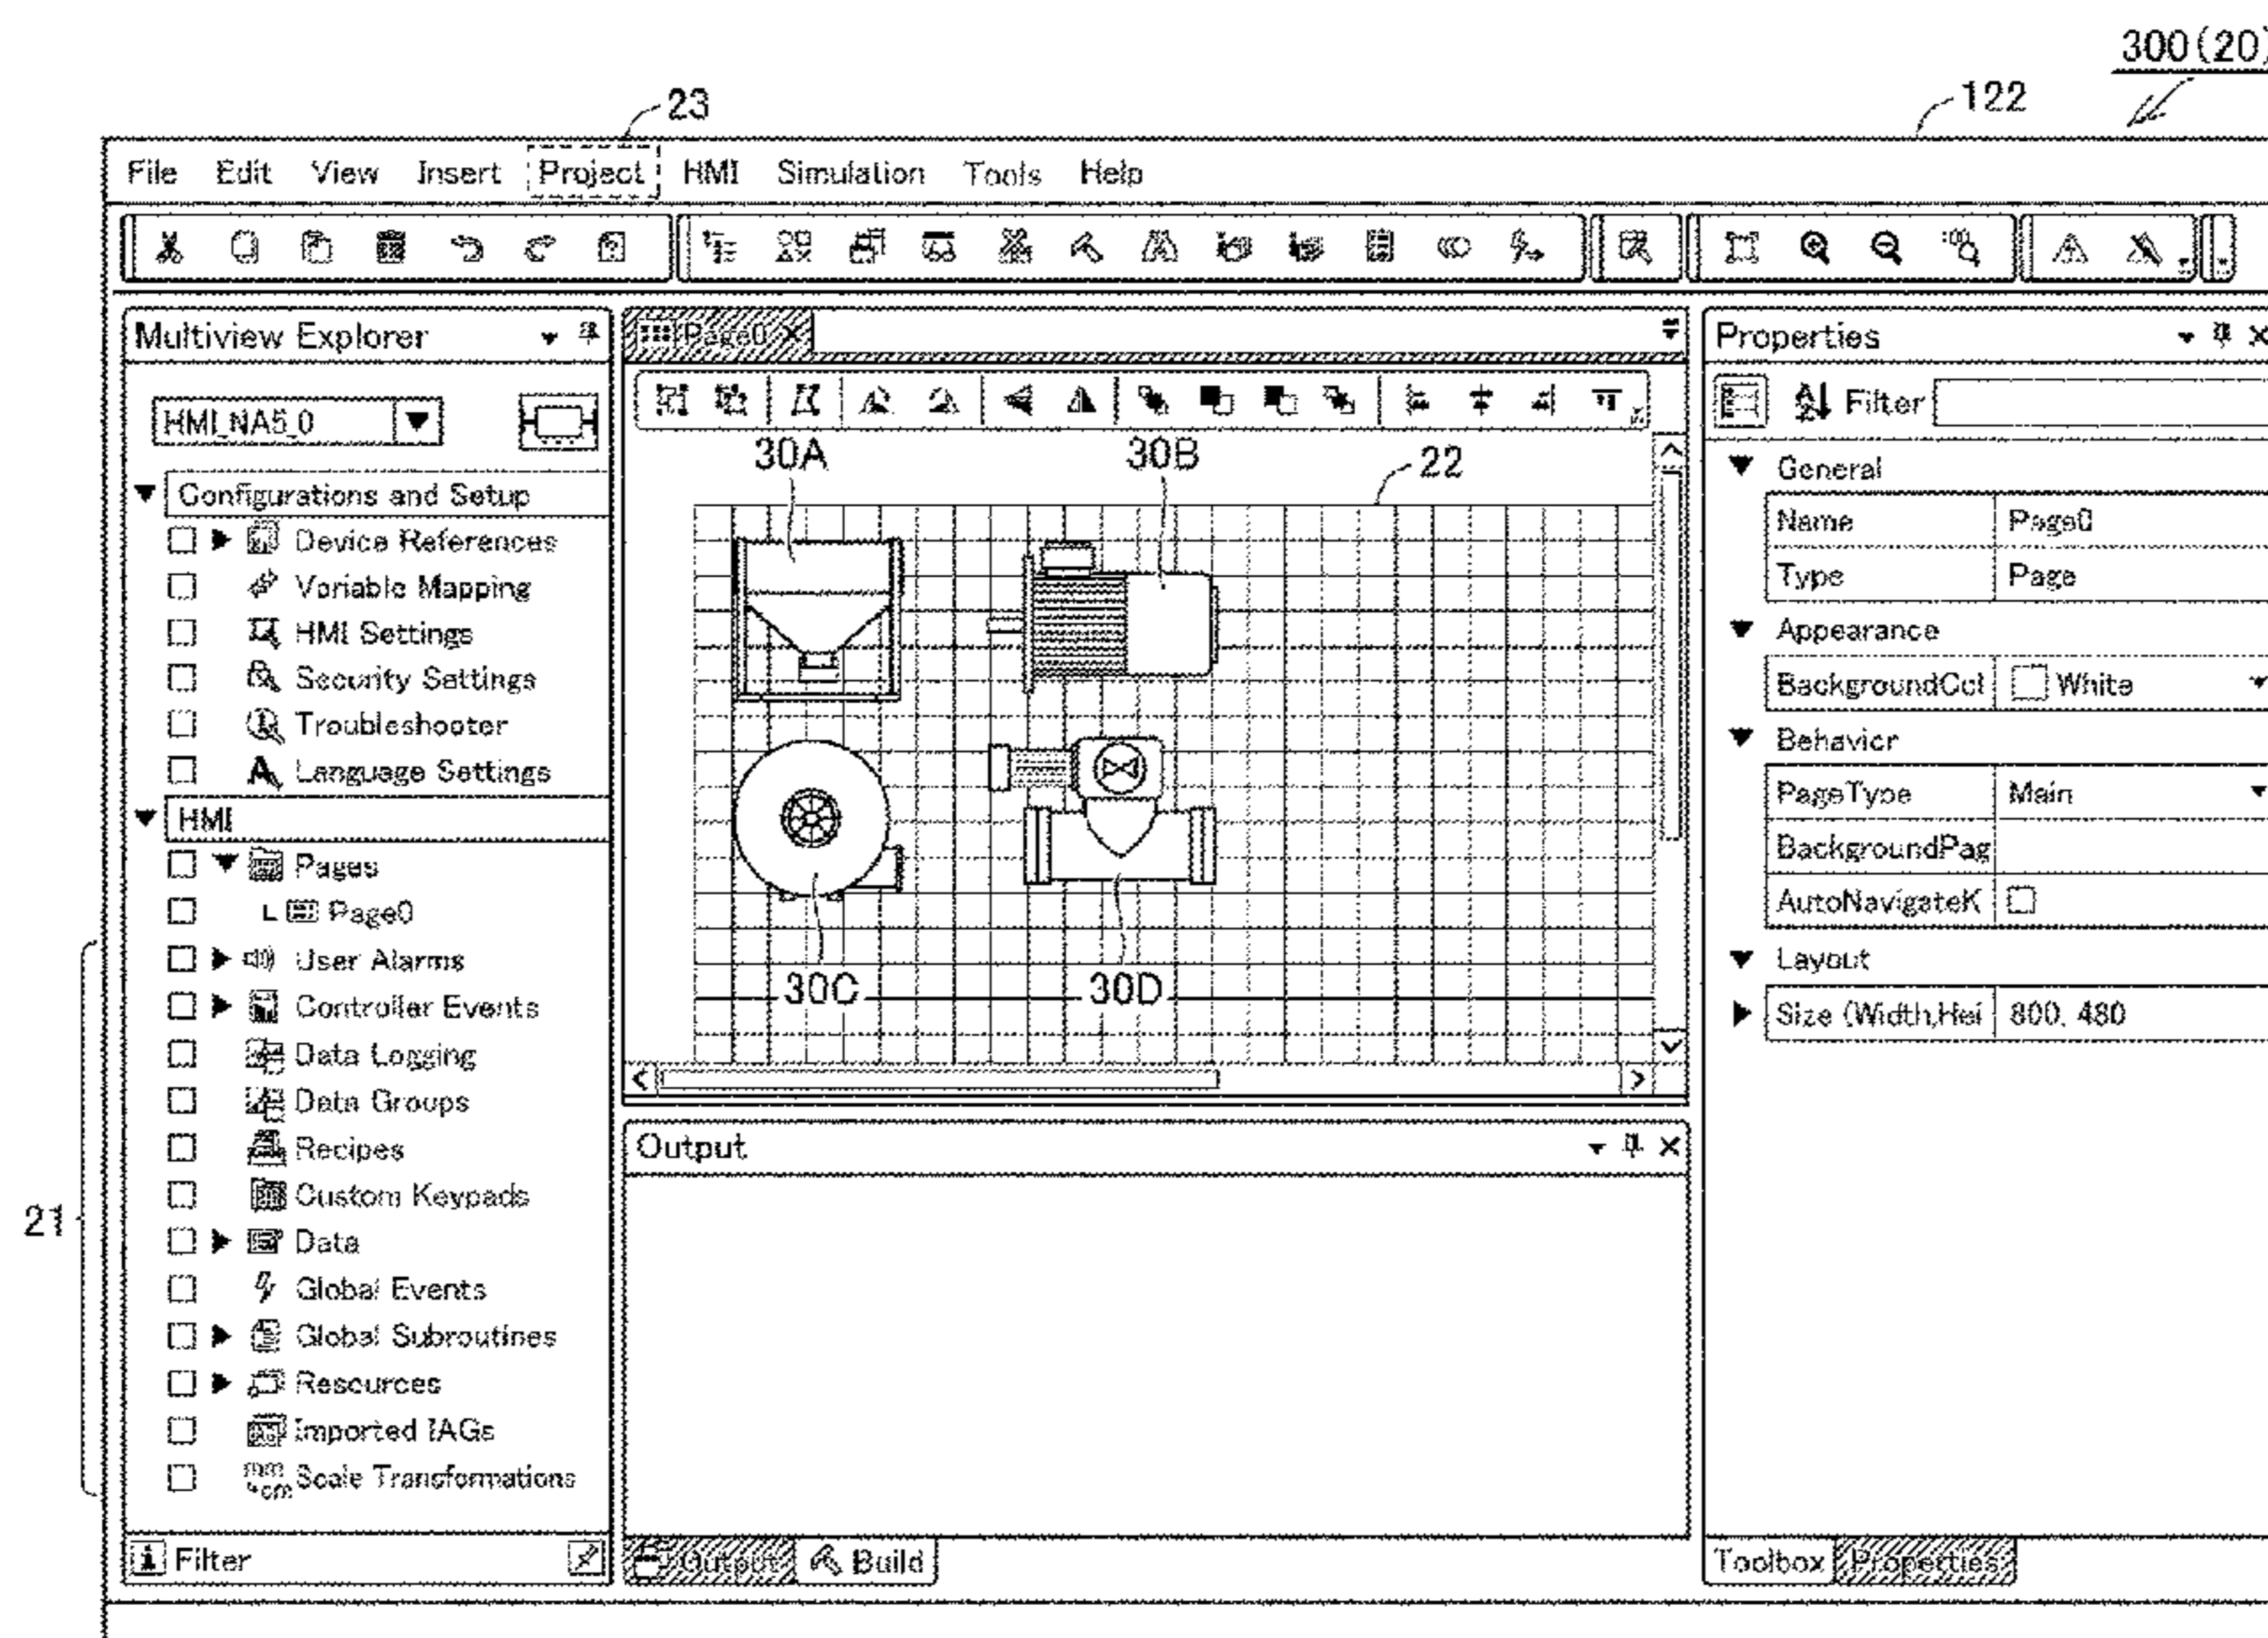 300(20)
23
122
File Edit View Insert Project HMI Simulation Tools Help
Multiview Explorer
HMI_NA5_0
Configurations and Setup
Device References
Variable Mapping
HMI Settings
Security Settings
Troubleshooter
Language Settings
HMI
Pages
Page0
User Alarms
Controller Events
Data Logging
Data Groups
Recipes
Custom Keypads
Data
Global Events
Global Subroutines
Resources
Imported IAGs
mm cm Scale Transformations
21
Filter
Page0
30A
30B
22
30C
30D
Output
Output Build
Properties
Filter
General
Name Page0
Type Page
Appearance
BackgroundCol White
Behavior
PageType Main
BackgroundPag
AutoNavigateK
Layout
Size (Width,Hei 800, 480
Toolbox Properties